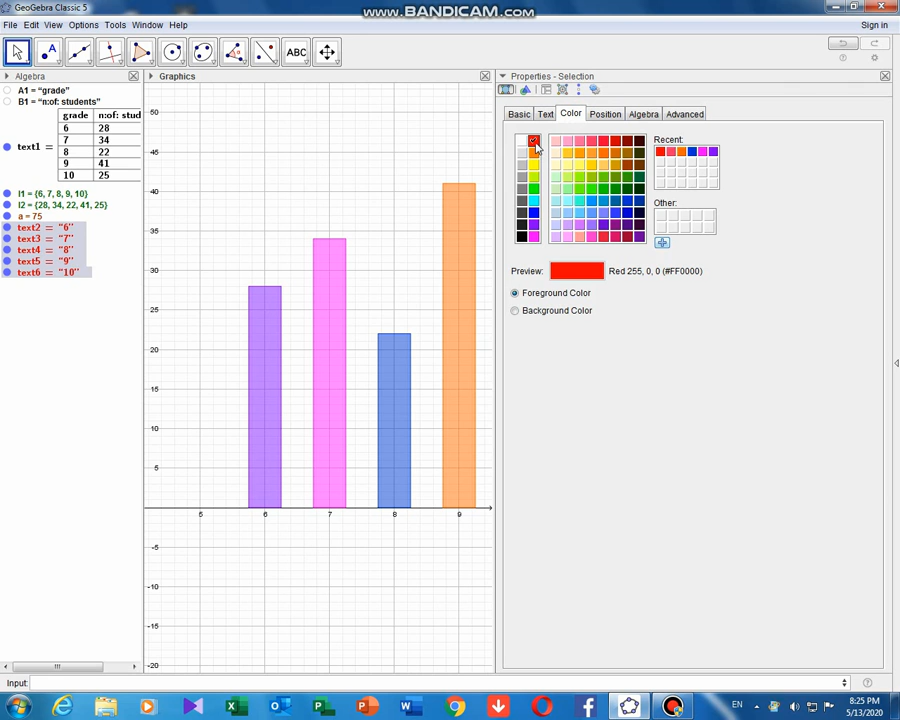 GeoGebra Classic 5
www.BANDICAM.com
File Edit View Options Tools Window Help
Sign in
ABC
Algebra
Graphics
Properties - Selection
A1 = “grade”
B1 = “n:of: students”
text1
grade n:of: stud
6 28
7 34
8 22
9 41
10 25
l1 = {6, 7, 8, 9, 10}
l2 = {28, 34, 22, 41, 25}
a = 75
text2 = “6”
text3 = “7”
text4 = “8”
text5 = “9”
text6 = “10”
50
45
40
35
30
25
20
15
10
5
5 6 7 8 9
-5
-10
-15
-20
Basic Text Color Position Algebra Advanced
Recent:
Other:
Preview: Red 255, 0, 0 (#FF0000)
Foreground Color
Background Color
Input:
EN
8:25 PM
5/13/2020